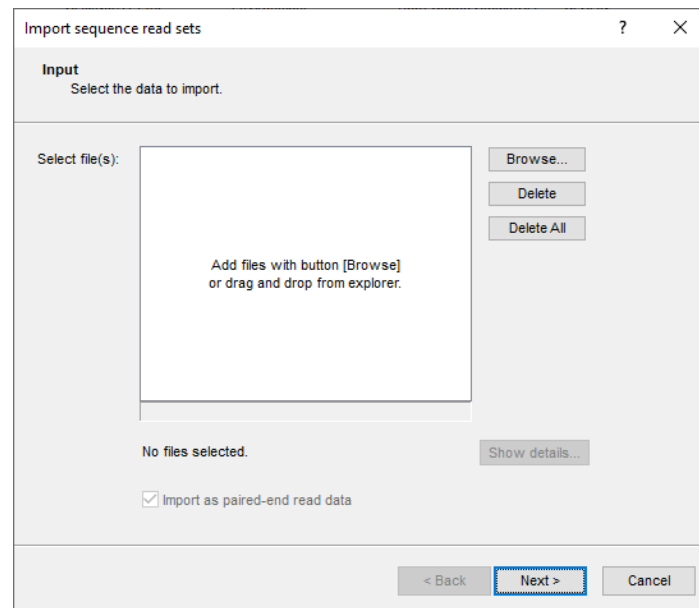 Import sequence read sets
?
Input
Select the data to import.
Select file(s):
Browse...
Delete
Delete All
Add files with button [Browse]
or drag and drop from explorer.
No files selected.
Show details...
Import as paired-end read data
< Back
Next >
Cancel